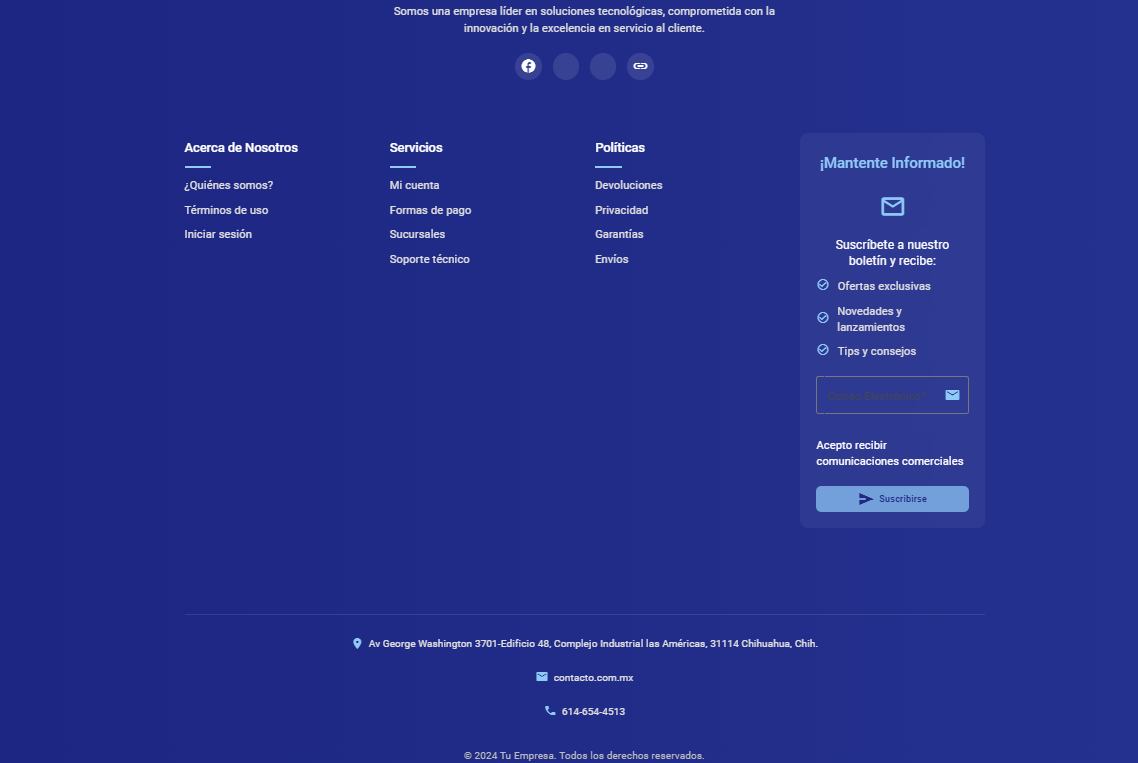 Somos una empresa líder en soluciones tecnológicas, comprometida con la
innovación y la excelencia en servicio al cliente.
Acerca de Nosotros
¿Quiénes somos?
Términos de uso
Iniciar sesión
Servicios
Mi cuenta
Formas de pago
Sucursales
Soporte técnico
Políticas
Devoluciones
Privacidad
Garantías
Envíos
¡Mantente Informado!
Suscríbete a nuestro
boletín y recibe:
Ofertas exclusivas
Novedades y
lanzamientos
Tips y consejos
Correo Electrónico *
Acepto recibir
comunicaciones comerciales
Suscribirse
Av George Washington 3701-Edificio 48, Complejo Industrial las Américas, 31114 Chihuahua, Chih.
contacto.com.mx
614-654-4513
© 2024 Tu Empresa. Todos los derechos reservados.